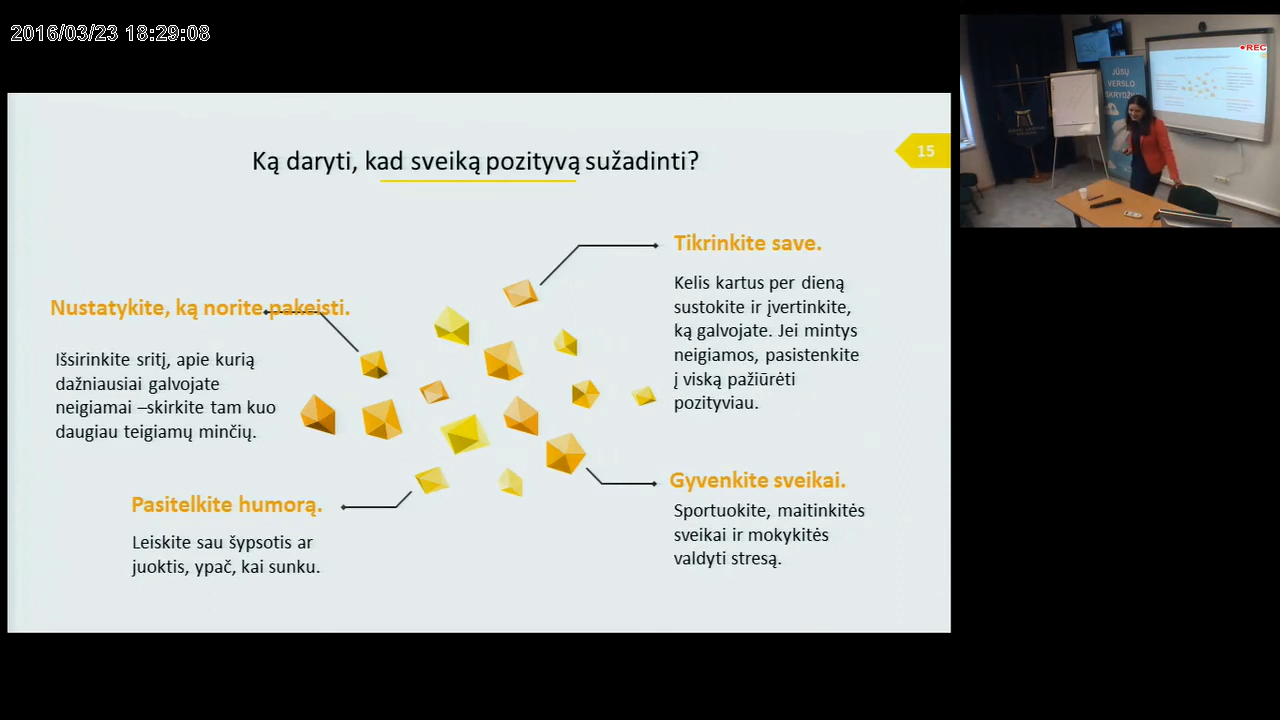 2016/03/23 18:29:08
REC
JŪSŲ
VERSLO
SKRYDŽIU
Ką daryti, kad sveiką pozityvą sužadinti?
15
Nustatykite, ką norite pakeisti.
Išsirinkite sritį, apie kurią
dažniausiai galvojate
neigiamai –skirkite tam kuo
daugiau teigiamų minčių.
Tikrinkite save.
Kelis kartus per dieną
sustokite ir įvertinkite,
ką galvojate. Jei mintys
neigiamos, pasistenkite
į viską pažiūrėti
pozityviau.
Pasitelkite humorą.
Leiskite sau šypsotis ar
juoktis, ypač, kai sunku.
Gyvenkite sveikai.
Sportuokite, maitinkitės
sveikai ir mokykitės
valdyti stresą.